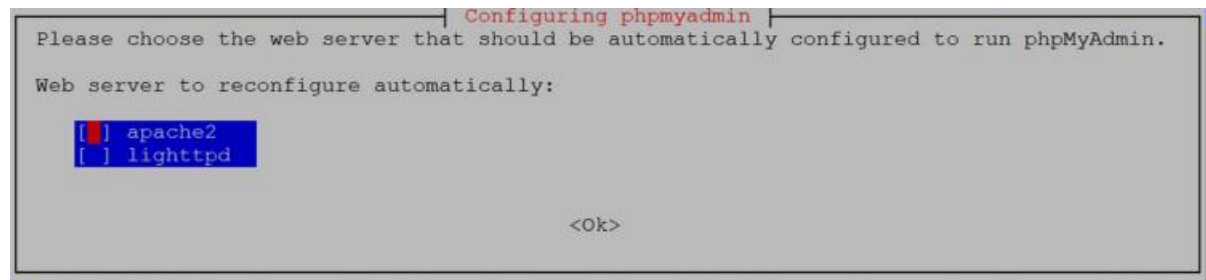 Configuring phpmyadmin
Please choose the web server that should be automatically configured to run phpMyAdmin.
Web server to reconfigure automatically:
[ ] apache2
[ ] lighttpd
<Ok>